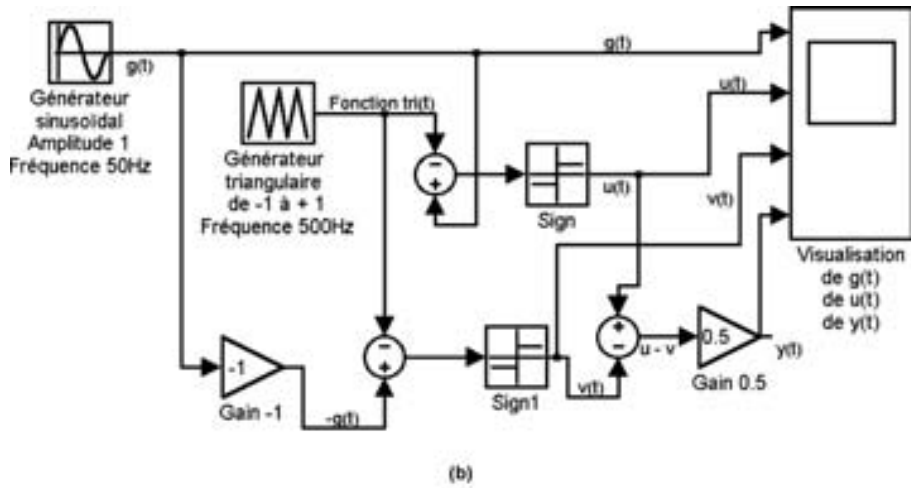 g(t)
Générateur
sinusoïdal
Amplitude 1
Fréquence 50Hz
Fonction tri(t)
Générateur
triangulaire
de -1 à + 1
Fréquence 500Hz
-
+
Sign
u(t)
g(t)
u(t)
v(t)
Visualisation
de g(t)
de u(t)
de y(t)
-1
Gain -1
-g(t)
-
+
Sign1
v(t)
+
-
u - v
0.5
Gain 0.5
y(t)
(b)